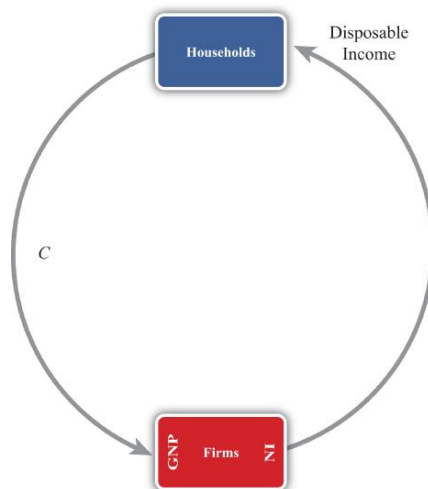 Households
Disposable
Income
C
GNP
Firms
NI